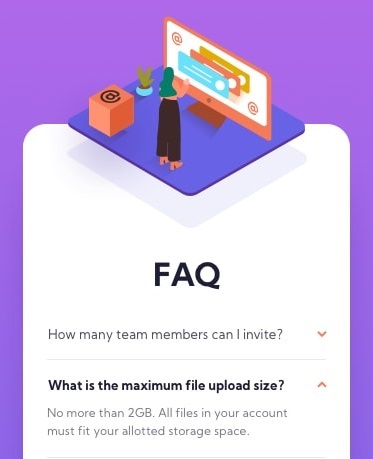 @
@
@
FAQ
How many team members can I invite?
What is the maximum file upload size?
No more than 2GB. All files in your account
must fit your allotted storage space.